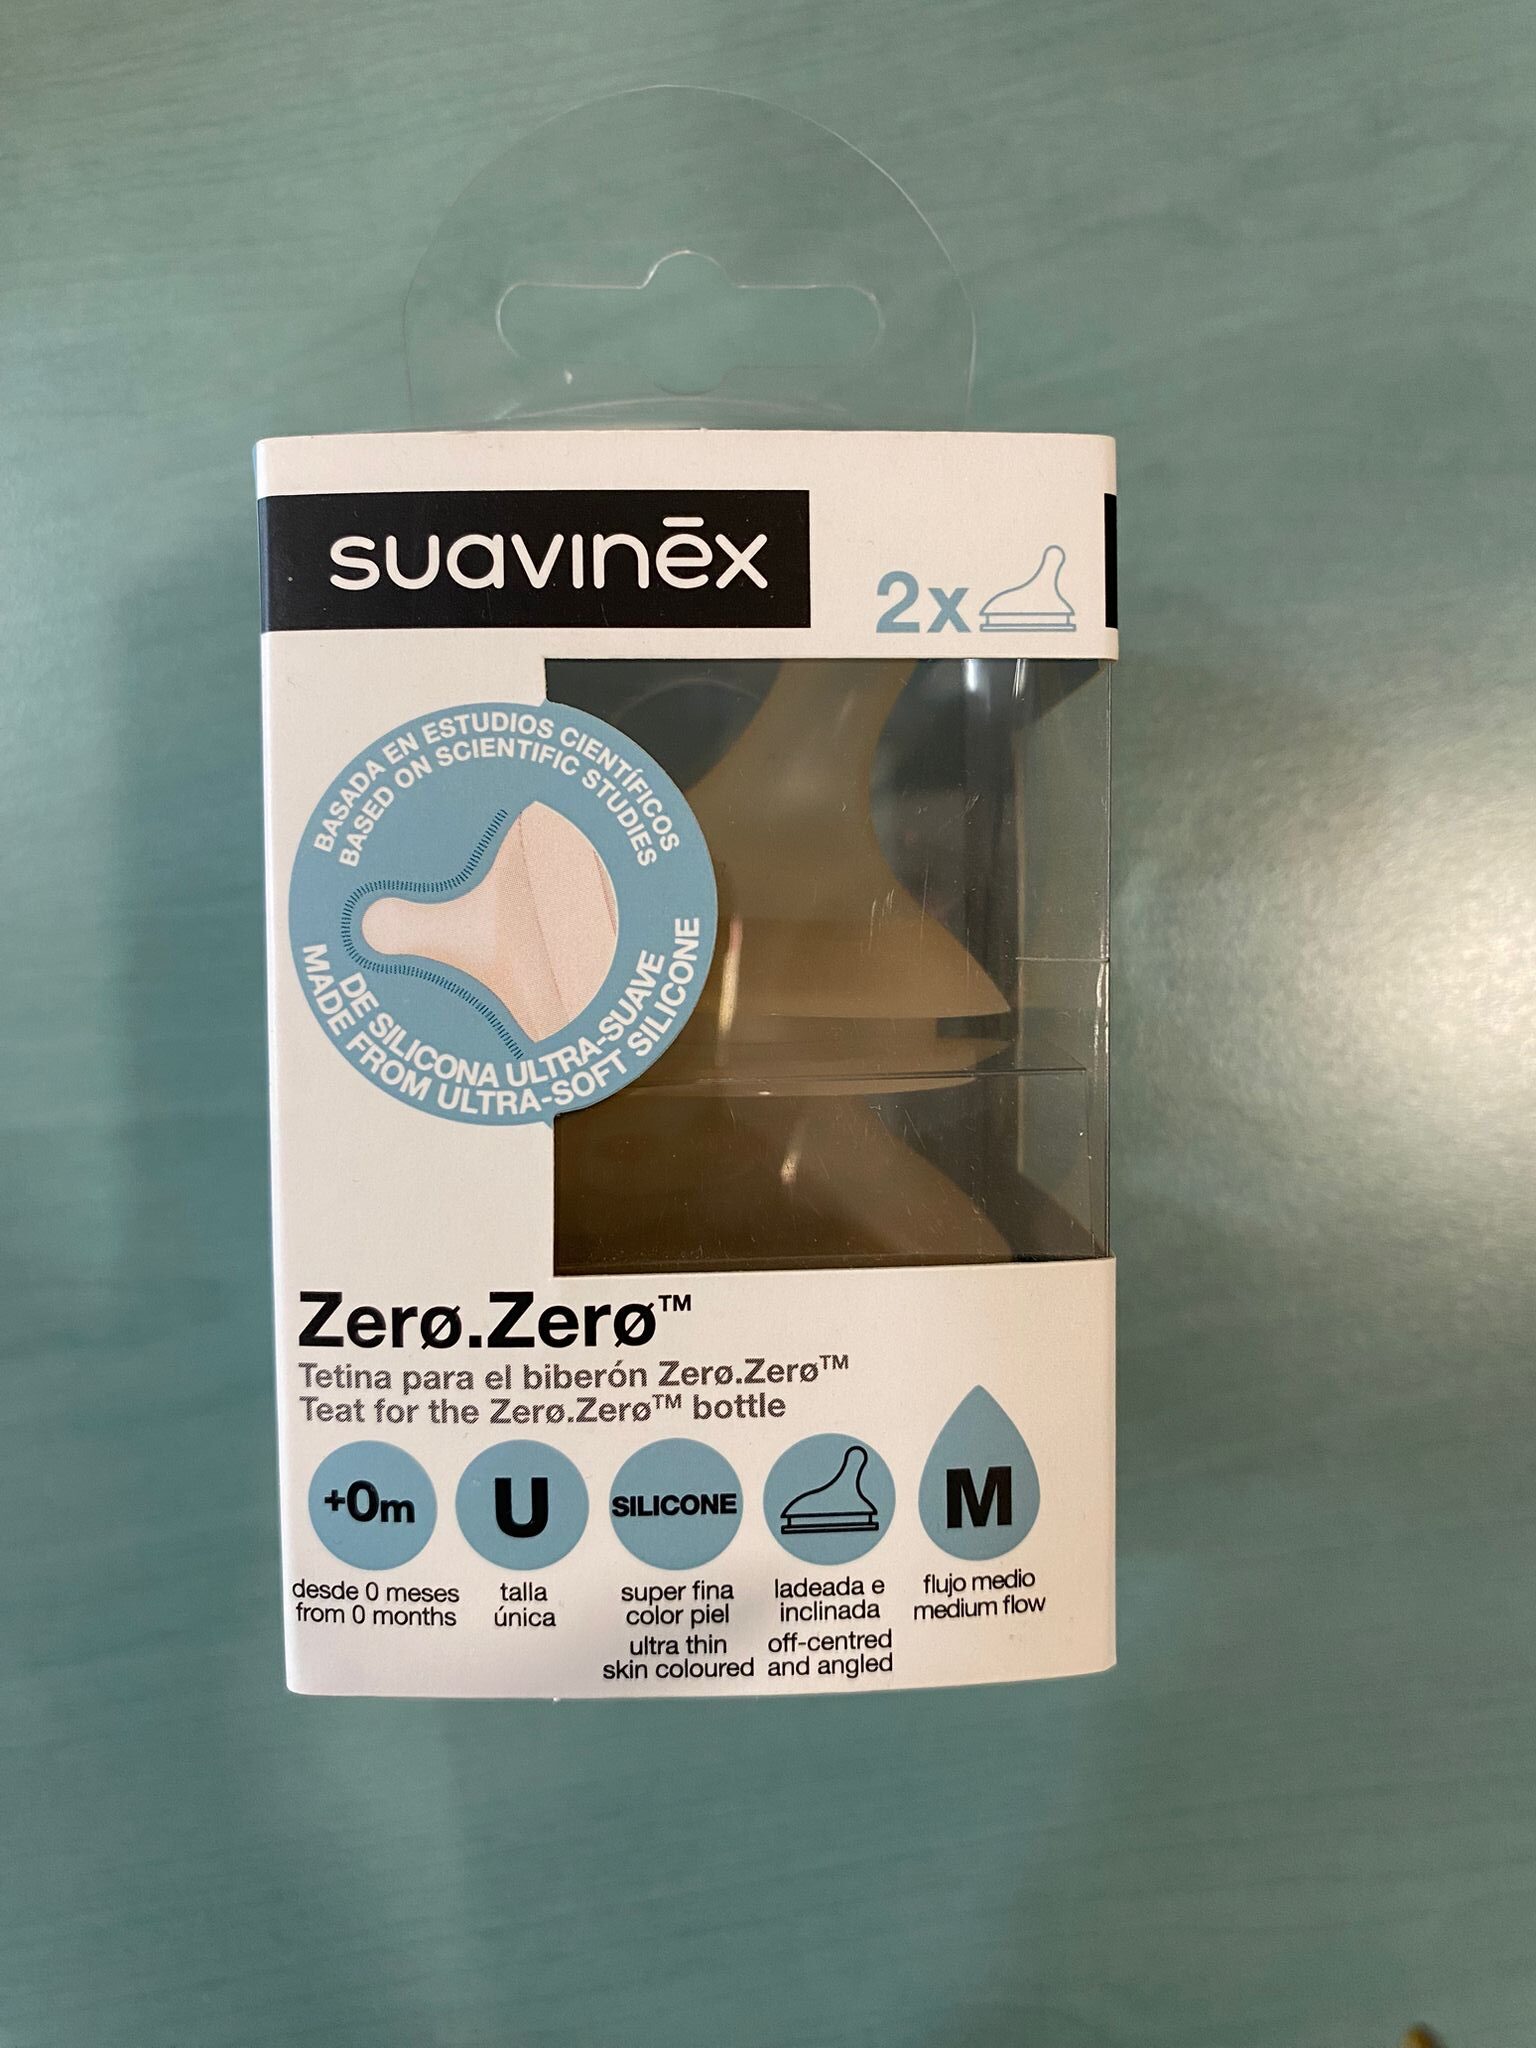 suavinēx
2x
BASADA EN ESTUDIOS CIENTÍFICOS
BASED ON SCIENTIFIC STUDIES
DE SILICONA ULTRA-SUAVE
MADE FROM ULTRA-SOFT SILICONE
Zerø.Zerø™
Tetina para el biberón Zerø.Zerø™
Teat for the Zerø.Zerø™ bottle
+0m
desde 0 meses
from 0 months
U
talla
única
SILICONE
super fina
color piel
ultra thin
skin coloured
ladeada e
inclinada
off-centred
and angled
M
flujo medio
medium flow